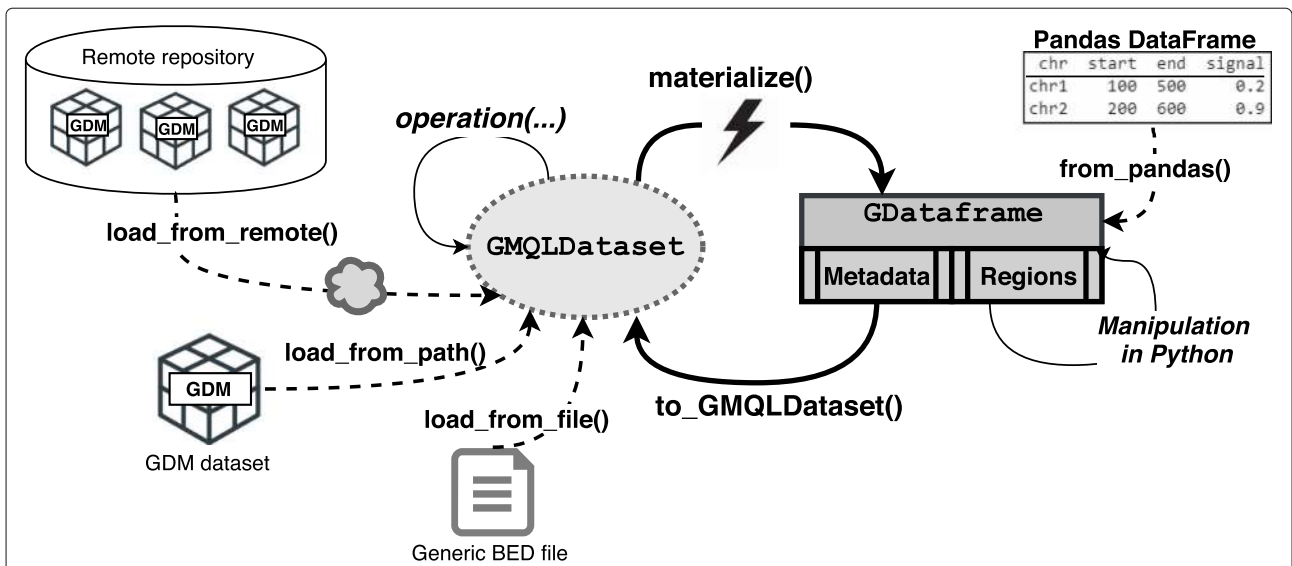 Remote repository
GDM
GDM
GDM
load_from_remote()
operation(...)
materialize()
Pandas DataFrame
chr start end signal
chr1 100 500 0.2
chr2 200 600 0.9
from_pandas()
GMQLDataset
GDataframe
Metadata
Regions
Manipulation
in Python
load_from_path()
GDM
GDM dataset
load_from_file()
to_GMQLDataset()
Generic BED file